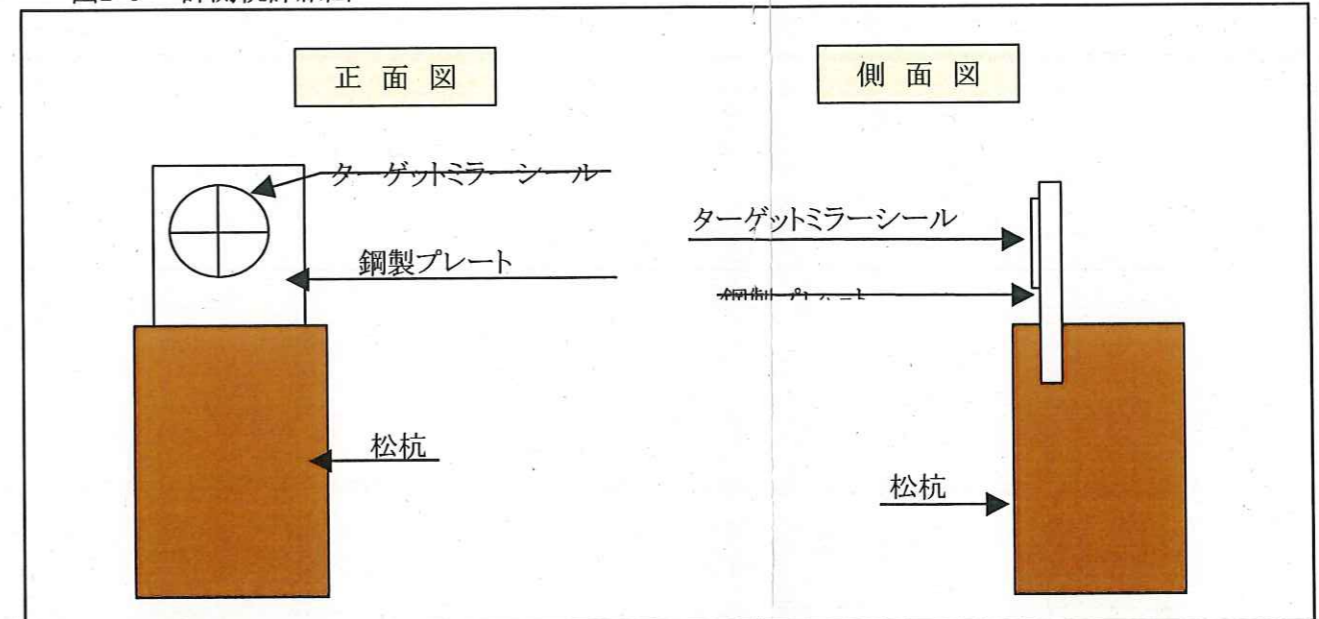 正 面 図
側 面 図
ターゲットミラーシール
鋼製プレート
松杭
ターゲットミラーシール
松杭